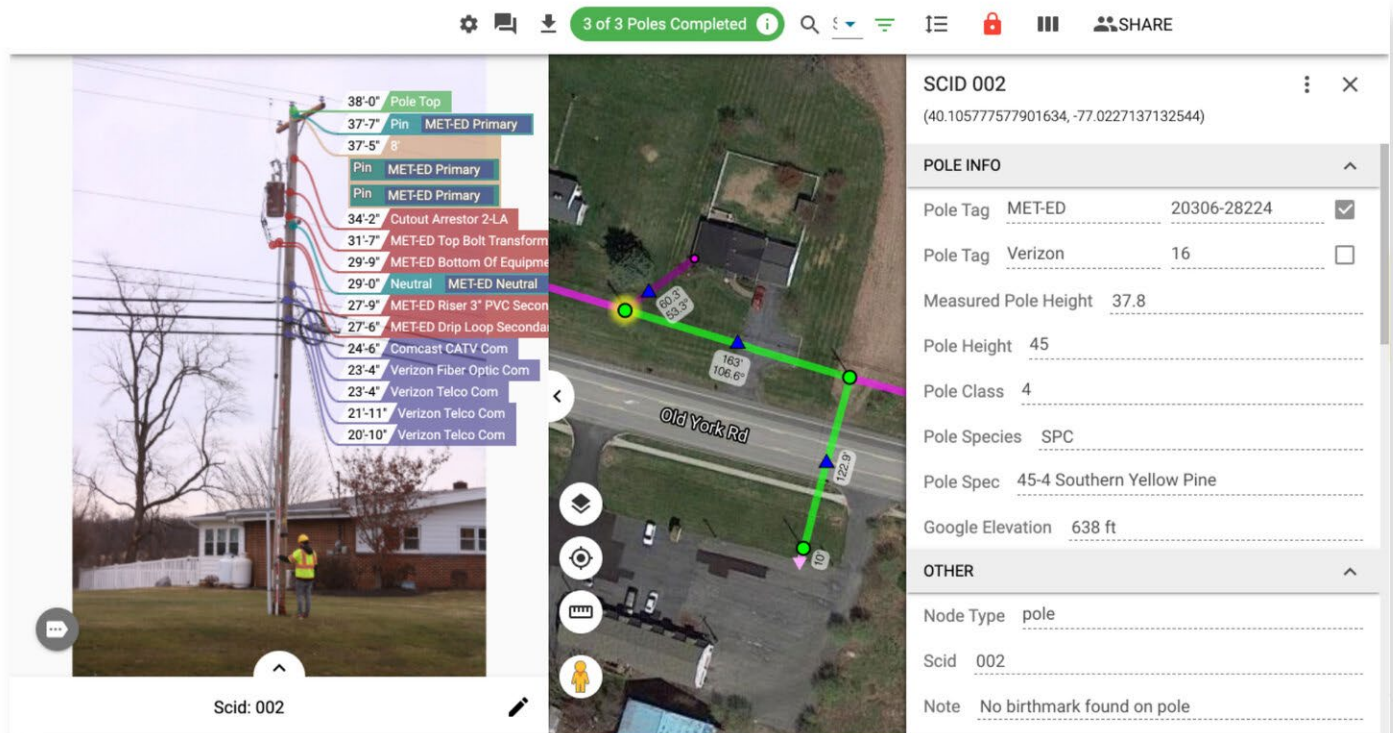 3 of 3 Poles Completed
SHARE
38'-0" Pole Top
37'-7" Pin MET-ED Primary
37'-5" 8'
Pin MET-ED Primary
Pin MET-ED Primary
34'-2" Cutout Arrestor 2-LA
31'-7" MET-ED Top Bolt Transform
29'-9" MET-ED Bottom Of Equipme
29'-0" Neutral MET-ED Neutral
27'-9" MET-ED Riser 3" PVC Secon
27'-6" MET-ED Drip Loop Seconda
24'-6" Comcast CATV Com
23'-4" Verizon Fiber Optic Com
23'-4" Verizon Telco Com
21'-11" Verizon Telco Com
20'-10" Verizon Telco Com
Scid: 002
60.3'
53.3°
163'
106.6°
Old York Rd
122.9'
10'
SCID 002
(40.105777577901634, -77.0227137132544)
POLE INFO
Pole Tag MET-ED 20306-28224
Pole Tag Verizon 16
Measured Pole Height 37.8
Pole Height 45
Pole Class 4
Pole Species SPC
Pole Spec 45-4 Southern Yellow Pine
Google Elevation 638 ft
OTHER
Node Type pole
Scid 002
Note No birthmark found on pole